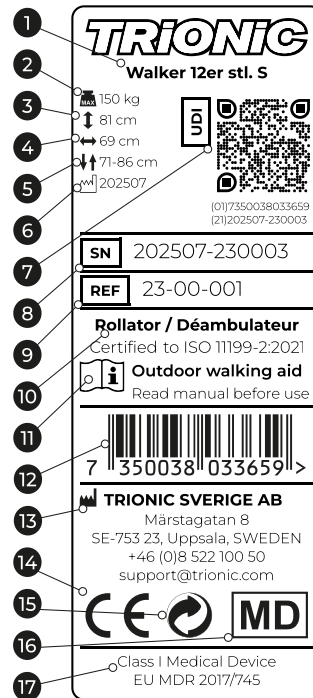 1
TRIONIC
Walker 12er stl. S
2
MAX 150 kg
3
81 cm
4
69 cm
5
71-86 cm
6
202507
UDI
(01)7350038033659
(21)202507-230003
7
8
SN 202507-230003
9
REF 23-00-001
10
Rollator / Déambulateur
Certified to ISO 11199-2:2021
11
i Outdoor walking aid
Read manual before use
12
7 350038 033659 >
13
TRIONIC SVERIGE AB
Märstagatan 8
SE-753 23, Uppsala, SWEDEN
+46 (0)8 522 100 50
support@trionic.com
14
15
CE MD
16
17
Class I Medical Device
EU MDR 2017/745